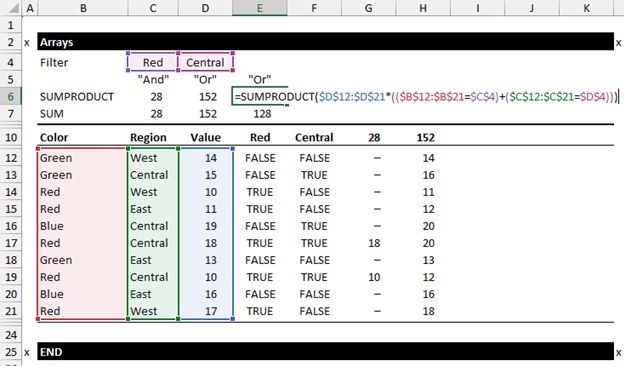 A B C D E F G H I J K
1
2 x Arrays x
4 Filter Red Central
5 "And" "Or" "Or"
6 SUMPRODUCT 28 152 =SUMPRODUCT($D$12:$D$21*(($B$12:$B$21=$C$4)+($C$12:$C$21=$D$4)))
7 SUM 28 152 128
10 Color Region Value Red Central 28 152
12 Green West 14 FALSE FALSE – 14
13 Green Central 15 FALSE TRUE – 16
14 Red West 10 TRUE FALSE – 11
15 Red East 11 TRUE FALSE – 12
16 Blue Central 19 FALSE TRUE – 20
17 Red Central 18 TRUE TRUE 18 20
18 Green East 13 FALSE FALSE – 13
19 Red Central 10 TRUE TRUE 10 12
20 Blue East 16 FALSE FALSE – 16
21 Red West 17 TRUE FALSE – 18
24
25 x END x